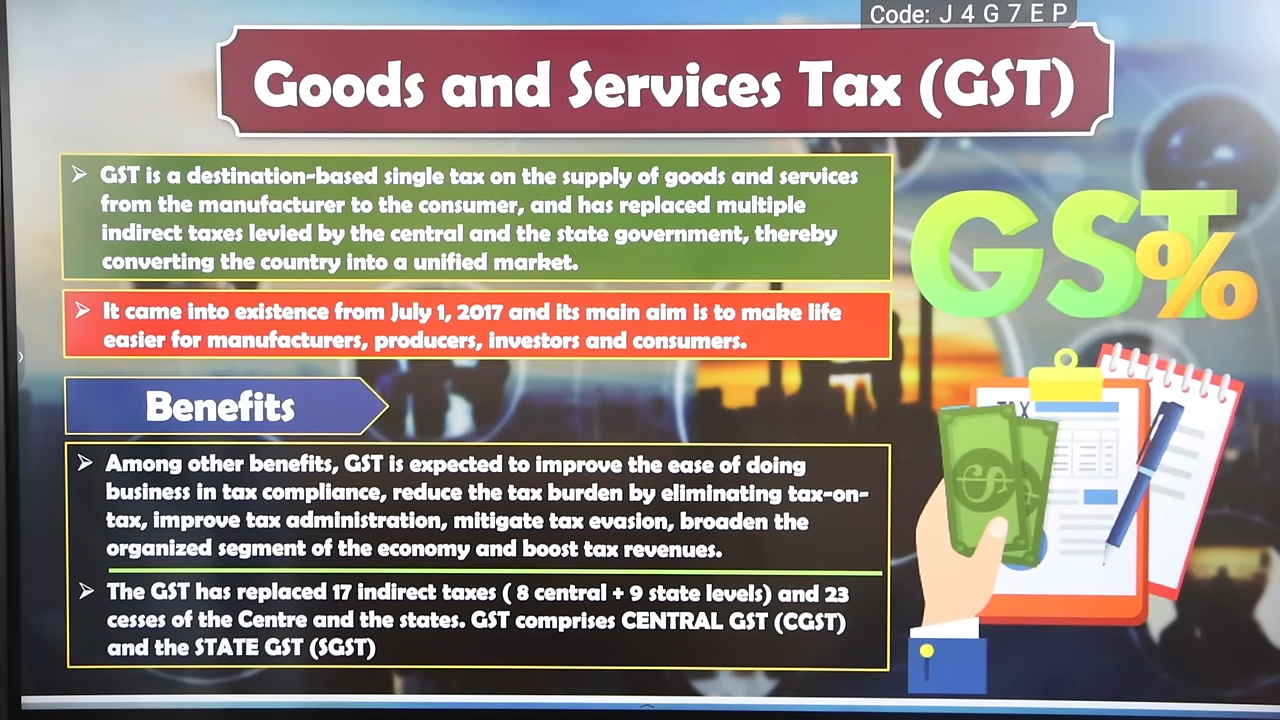 Code: J 4 G 7 E P
Goods and Services Tax (GST)
➢ GST is a destination-based single tax on the supply of goods and services
from the manufacturer to the consumer, and has replaced multiple
indirect taxes levied by the central and the state government, thereby
converting the country into a unified market.
GST%
➢ It came into existence from July 1, 2017 and its main aim is to make life
easier for manufacturers, producers, investors and consumers.
Benefits
TAX
➢ Among other benefits, GST is expected to improve the ease of doing
business in tax compliance, reduce the tax burden by eliminating tax-on-
tax, improve tax administration, mitigate tax evasion, broaden the
organized segment of the economy and boost tax revenues.
➢ The GST has replaced 17 indirect taxes ( 8 central + 9 state levels) and 23
cesses of the Centre and the states. GST comprises CENTRAL GST (CGST)
and the STATE GST (SGST)